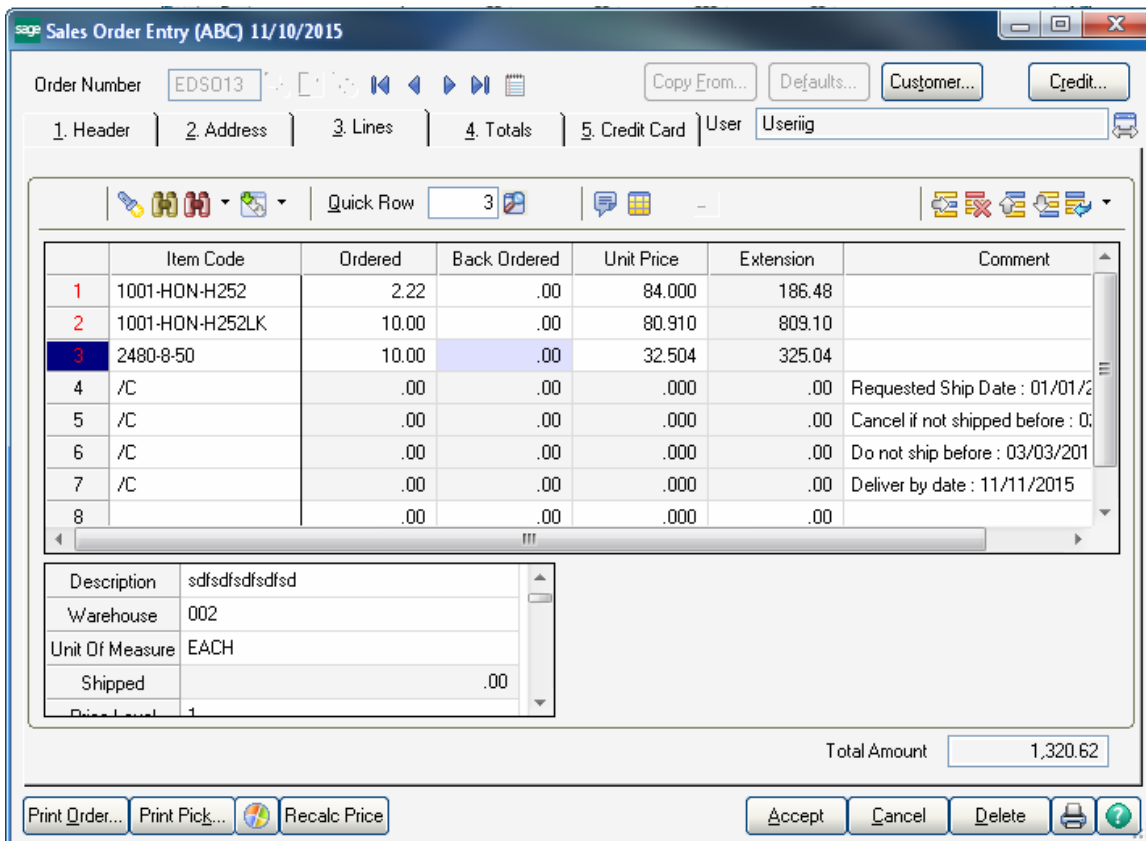 sage Sales Order Entry (ABC) 11/10/2015
Order Number EDSO13 Copy From... Defaults... Customer... Credit...
1. Header 2. Address 3. Lines 4. Totals 5. Credit Card User Useriig
Quick Row 3
Item Code Ordered Back Ordered Unit Price Extension Comment
1 1001-HON-H252 2.22 .00 84.000 186.48
2 1001-HON-H252LK 10.00 .00 80.910 809.10
3 2480-8-50 10.00 .00 32.504 325.04
4 /C .00 .00 .000 .00 Requested Ship Date : 01/01/2
5 /C .00 .00 .000 .00 Cancel if not shipped before : 0
6 /C .00 .00 .000 .00 Do not ship before : 03/03/201
7 /C .00 .00 .000 .00 Deliver by date : 11/11/2015
8 .00 .00 .000 .00
Description sdfsdfsdfsdfsd
Warehouse 002
Unit Of Measure EACH
Shipped .00
Price Level 1
Total Amount 1,320.62
Print Order... Print Pick... Recalc Price Accept Cancel Delete